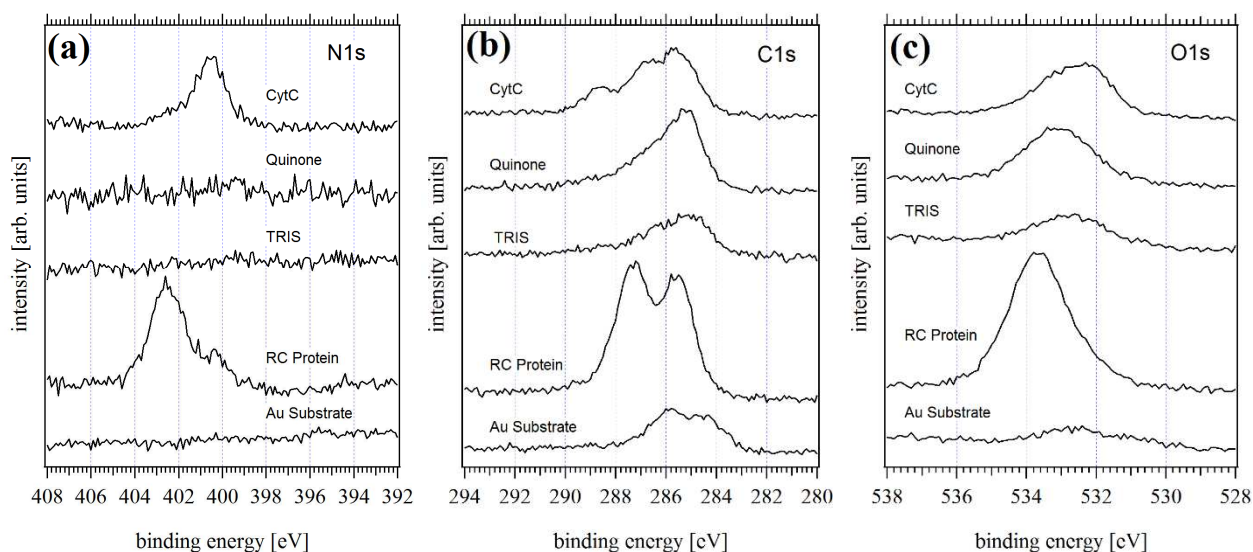 (a)
N1s
CytC
Quinone
TRIS
RC Protein
Au Substrate
intensity [arb. units]
408 406 404 402 400 398 396 394 392
binding energy [eV]
(b)
C1s
CytC
Quinone
TRIS
RC Protein
Au Substrate
intensity [arb. units]
294 292 290 288 286 284 282 280
binding energy [eV]
(c)
O1s
CytC
Quinone
TRIS
RC Protein
Au Substrate
intensity [arb. units]
538 536 534 532 530 528
binding energy [eV]